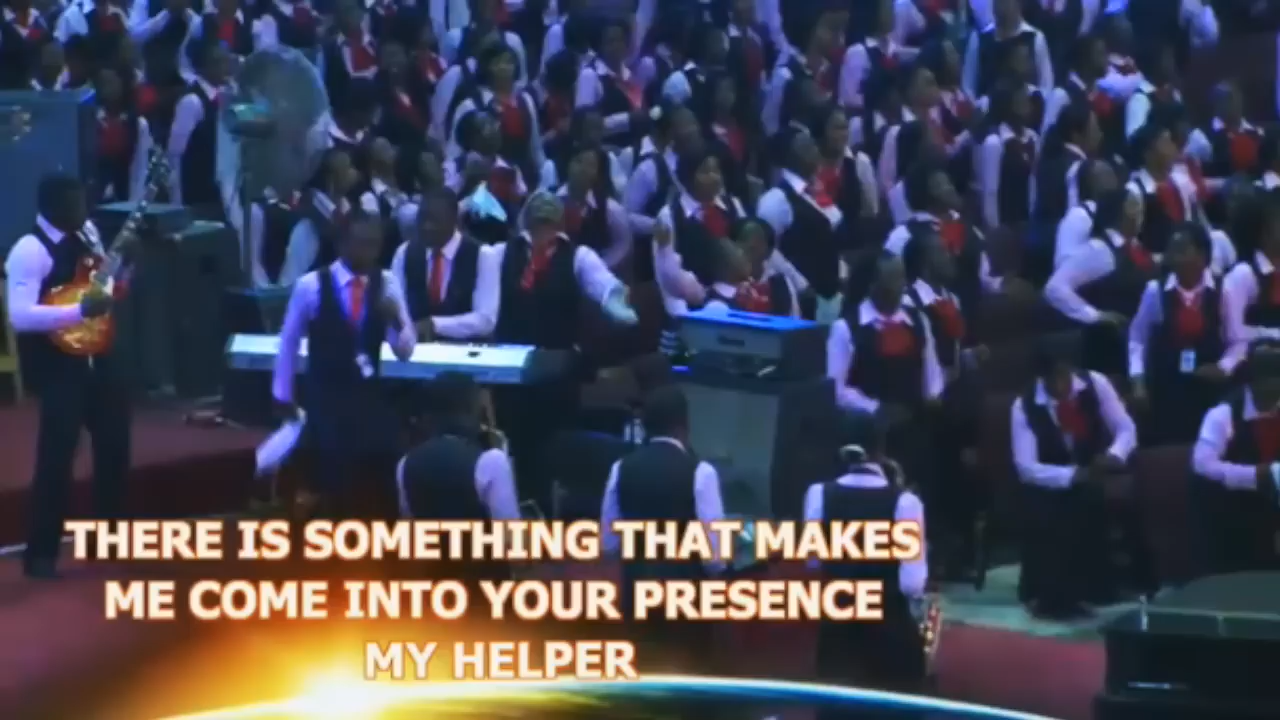 THERE IS SOMETHING THAT MAKES
ME COME INTO YOUR PRESENCE
MY HELPER